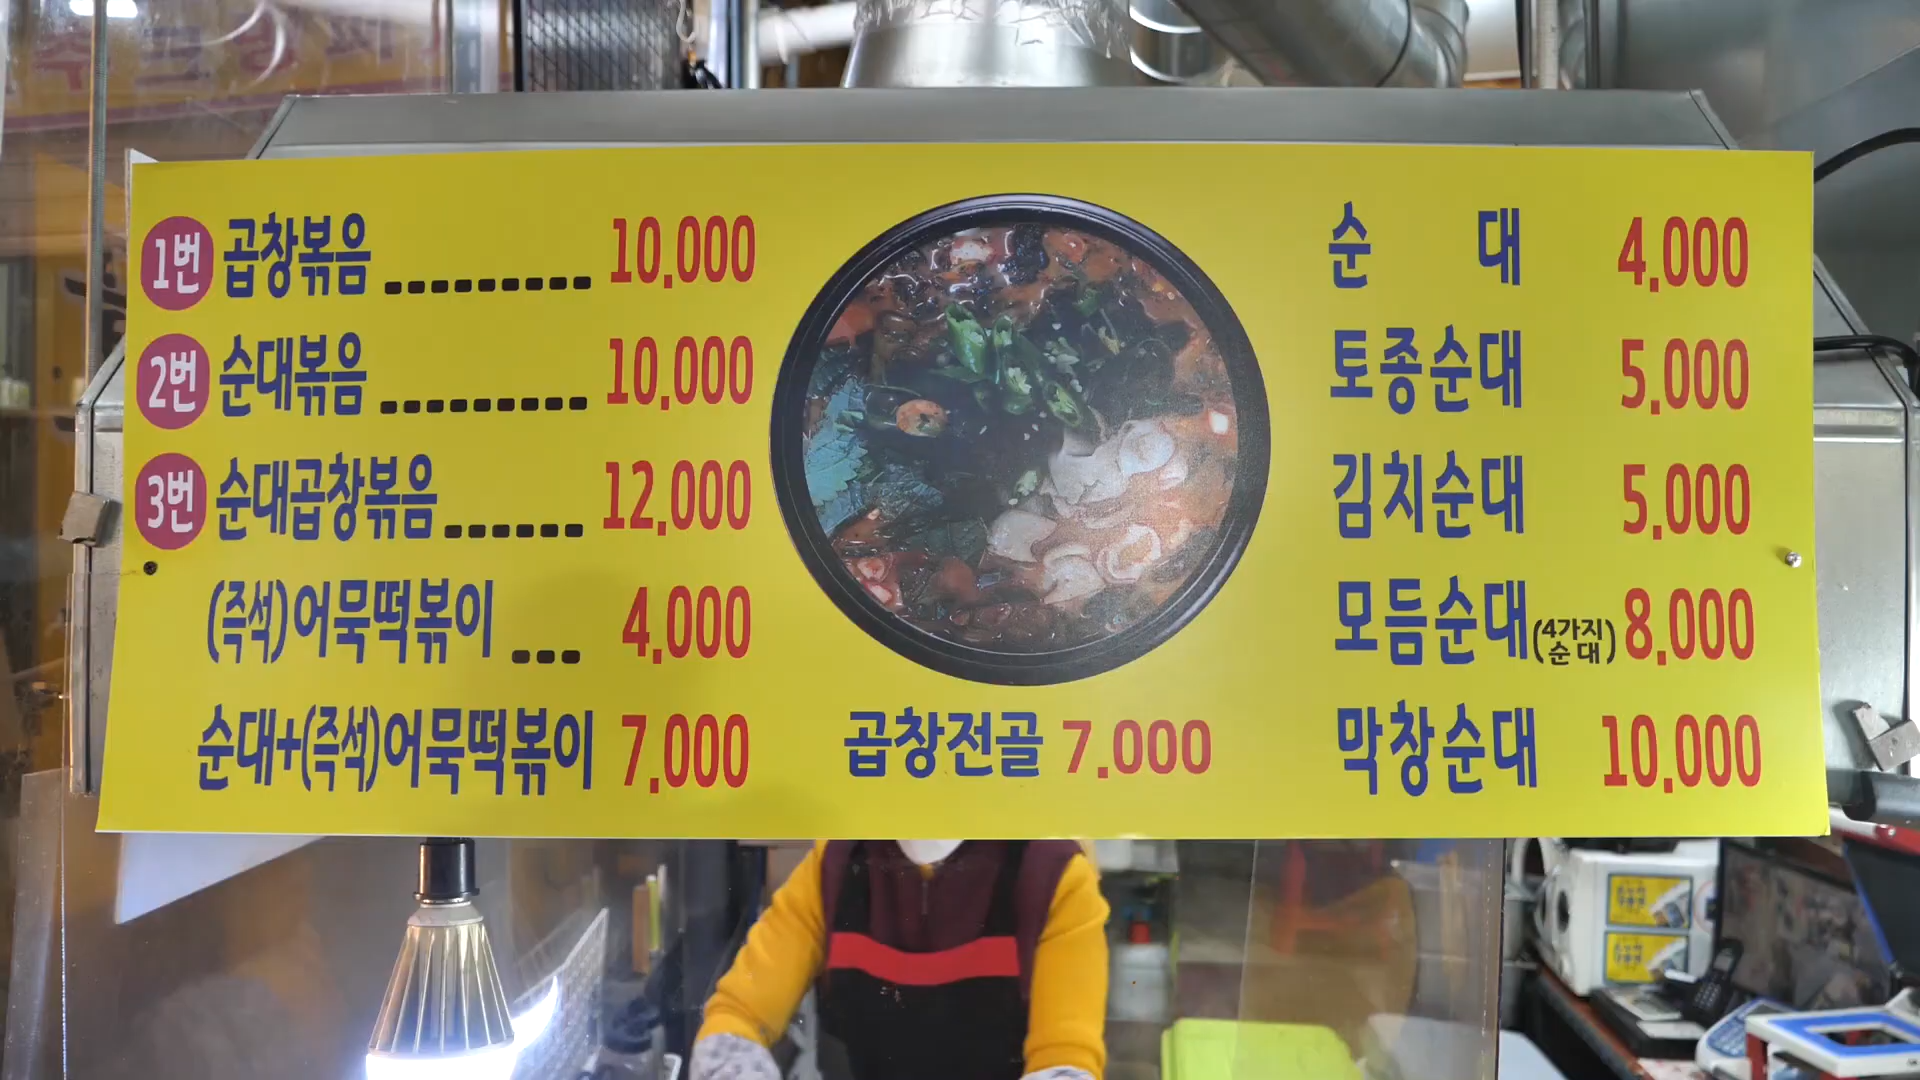 1번 곱창볶음 ......... 10,000
2번 순대볶음 ......... 10,000
3번 순대곱창볶음 ...... 12,000
(즉석)어묵떡볶이 ... 4,000
순대+(즉석)어묵떡볶이 7,000
곱창전골 7,000
순 대 4,000
토종순대 5,000
김치순대 5,000
모듬순대(4가지 순대) 8,000
막창순대 10,000